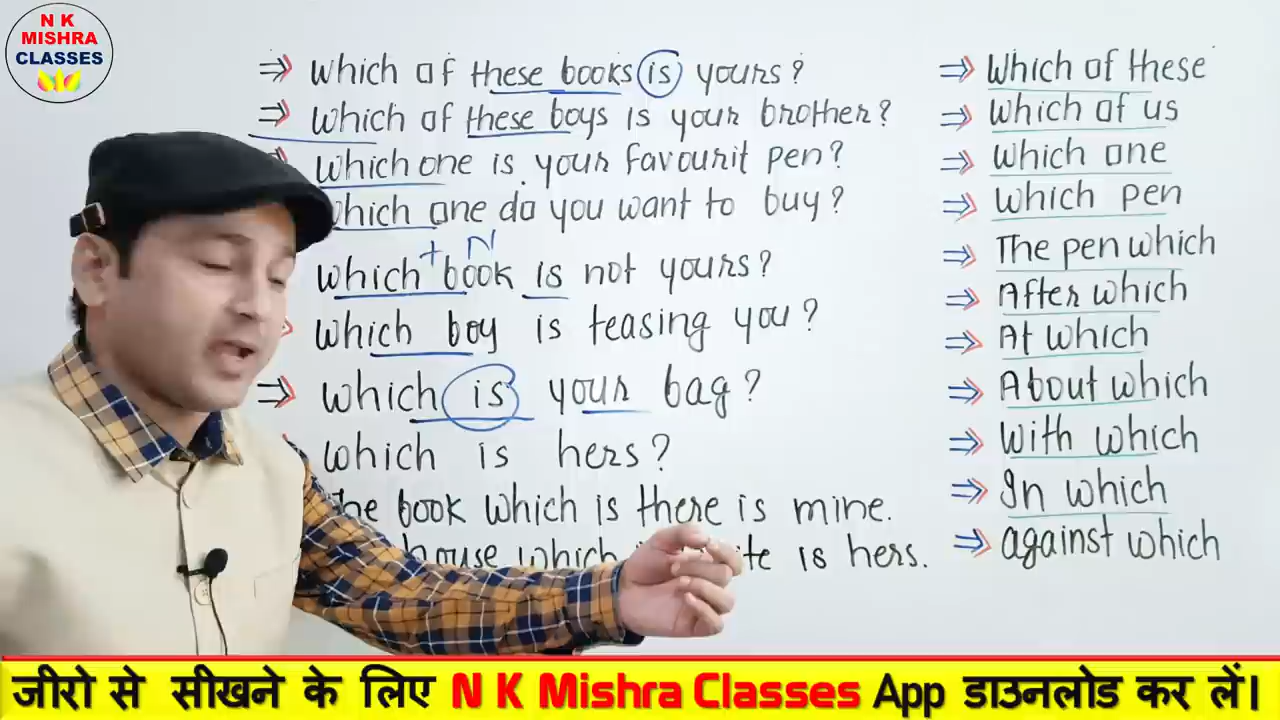 N K
MISHRA
CLASSES
⇒ Which of these books is yours?
⇒ Which of these boys is your brother?
which one is your favourit pen?
which one do you want to buy?
+ N
which book is not yours?
which boy is teasing you?
⇒ which is your bag?
which is hers?
The book which is there is mine.
house which is hers.
⇒ Which of these
⇒ Which of us
⇒ Which one
⇒ Which pen
⇒ The pen which
⇒ After which
⇒ At which
⇒ About which
⇒ With which
⇒ In which
⇒ against which
जीरो से सीखने के लिए N K Mishra Classes App डाउनलोड कर लें।